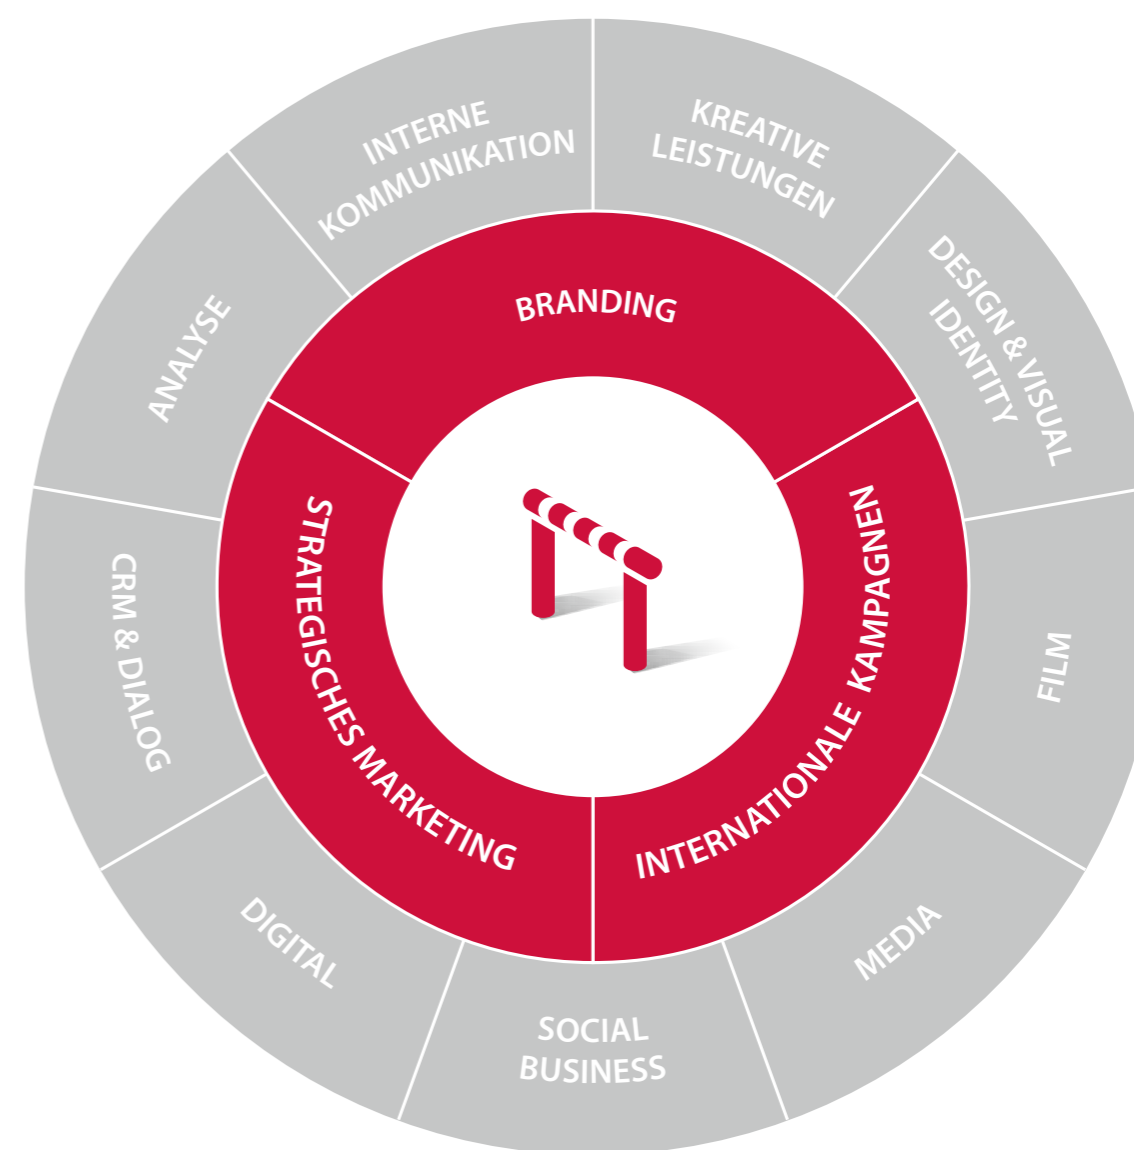 INTERNE
KOMMUNIKATION
KREATIVE
LEISTUNGEN
DESIGN & VISUAL
IDENTITY
FILM
MEDIA
SOCIAL
BUSINESS
DIGITAL
CRM & DIALOG
ANALYSE
BRANDING
INTERNATIONALE KAMPAGNEN
STRATEGISCHES MARKETING